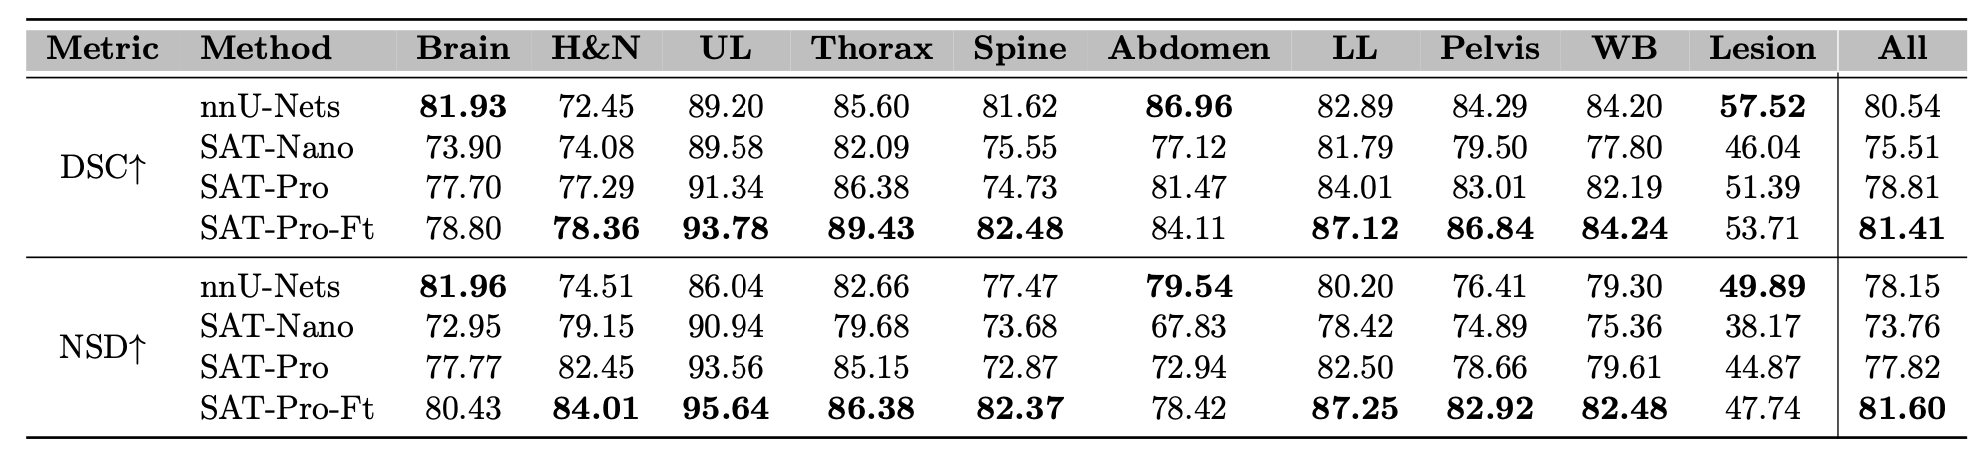 Metric Method Brain H&N UL Thorax Spine Abdomen LL Pelvis WB Lesion All
nnU-Nets 81.93 72.45 89.20 85.60 81.62 86.96 82.89 84.29 84.20 57.52 80.54
SAT-Nano 73.90 74.08 89.58 82.09 75.55 77.12 81.79 79.50 77.80 46.04 75.51
DSC↑
SAT-Pro 77.70 77.29 91.34 86.38 74.73 81.47 84.01 83.01 82.19 51.39 78.81
SAT-Pro-Ft 78.80 78.36 93.78 89.43 82.48 84.11 87.12 86.84 84.24 53.71 81.41
nnU-Nets 81.96 74.51 86.04 82.66 77.47 79.54 80.20 76.41 79.30 49.89 78.15
SAT-Nano 72.95 79.15 90.94 79.68 73.68 67.83 78.42 74.89 75.36 38.17 73.76
NSD↑
SAT-Pro 77.77 82.45 93.56 85.15 72.87 72.94 82.50 78.66 79.61 44.87 77.82
SAT-Pro-Ft 80.43 84.01 95.64 86.38 82.37 78.42 87.25 82.92 82.48 47.74 81.60